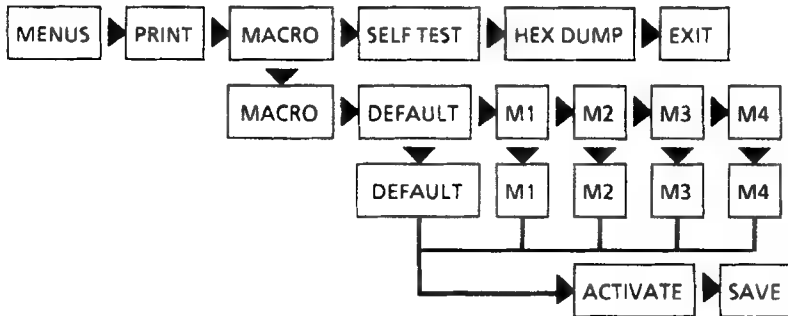 MENUS PRINT MACRO SELF TEST HEX DUMP EXIT
MACRO DEFAULT M1 M2 M3 M4
DEFAULT M1 M2 M3 M4
ACTIVATE SAVE